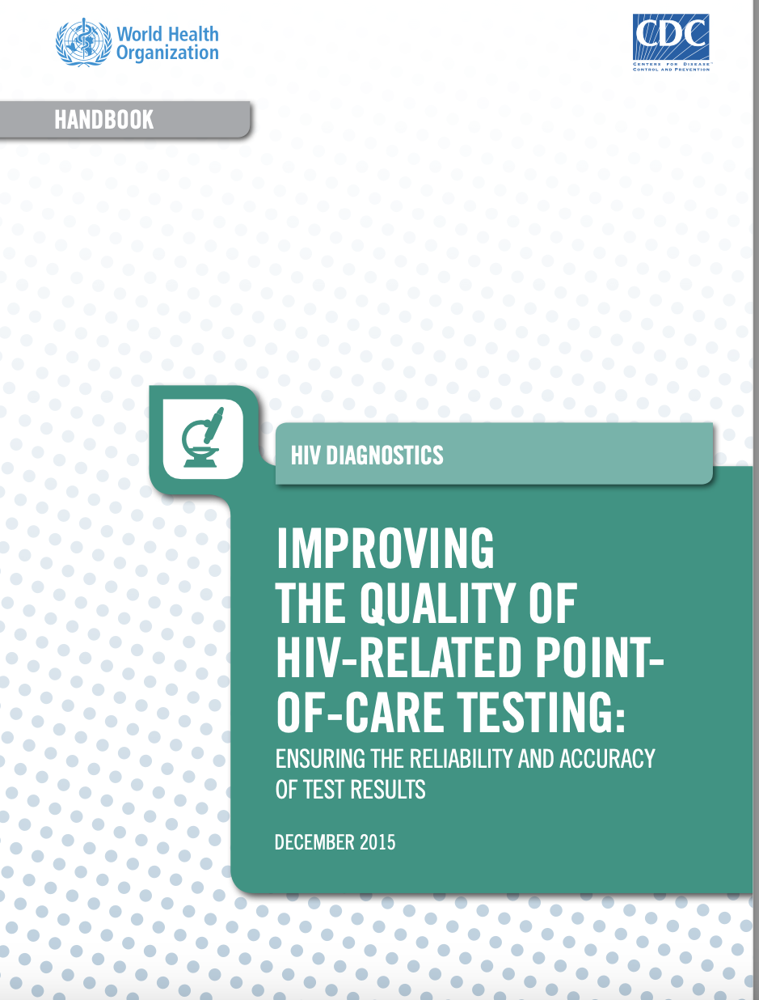 World Health
Organization
CDC
CENTERS FOR DISEASE™
CONTROL AND PREVENTION
HANDBOOK
HIV DIAGNOSTICS
IMPROVING
THE QUALITY OF
HIV-RELATED POINT-
OF-CARE TESTING:
ENSURING THE RELIABILITY AND ACCURACY
OF TEST RESULTS
DECEMBER 2015